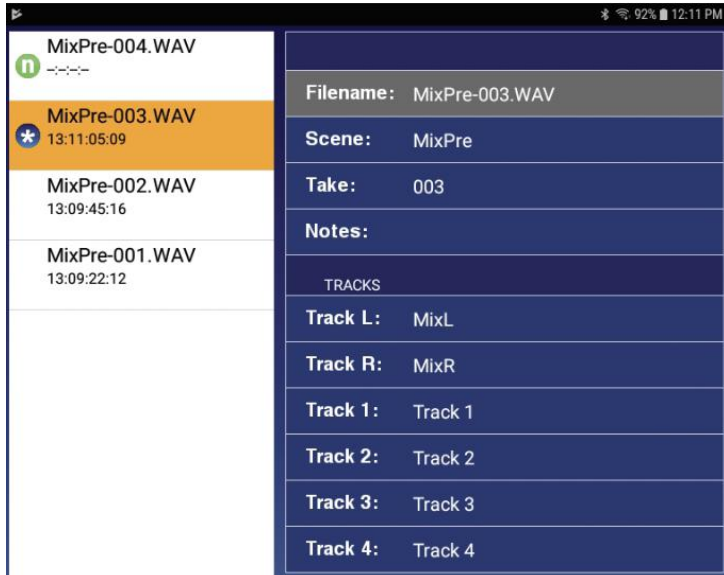 92% 12:11 PM
MixPre-004.WAV
n --:--:--:--
MixPre-003.WAV
* 13:11:05:09
MixPre-002.WAV
13:09:45:16
MixPre-001.WAV
13:09:22:12
Filename: MixPre-003.WAV
Scene: MixPre
Take: 003
Notes:
TRACKS
Track L: MixL
Track R: MixR
Track 1: Track 1
Track 2: Track 2
Track 3: Track 3
Track 4: Track 4